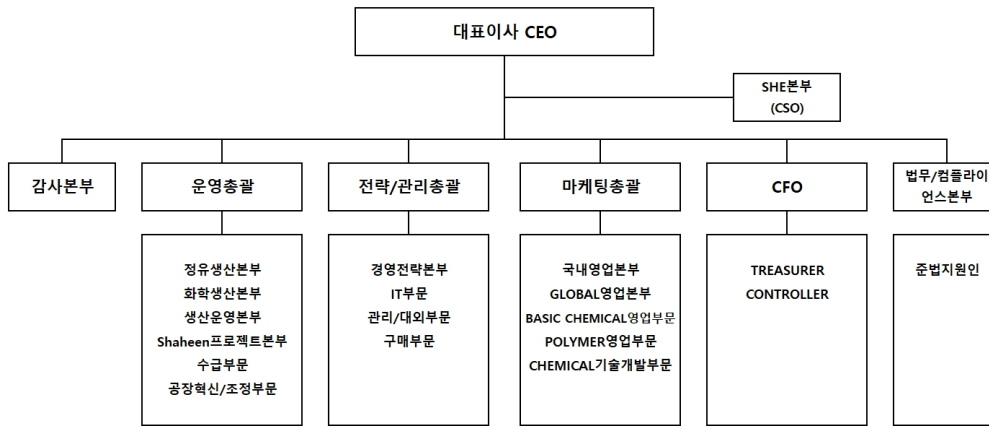 대표이사 CEO
SHE본부
(CSO)
감사본부
운영총괄
전략/관리총괄
마케팅총괄
CFO
법무/컴플라이
언스본부
정유생산본부
화학생산본부
생산운영본부
Shaheen프로젝트본부
수급부문
공장혁신/조정부문
경영전략본부
IT부문
관리/대외부문
구매부문
국내영업본부
GLOBAL영업본부
BASIC CHEMICAL영업부문
POLYMER영업부문
CHEMICAL기술개발부문
TREASURER
CONTROLLER
준법지원인